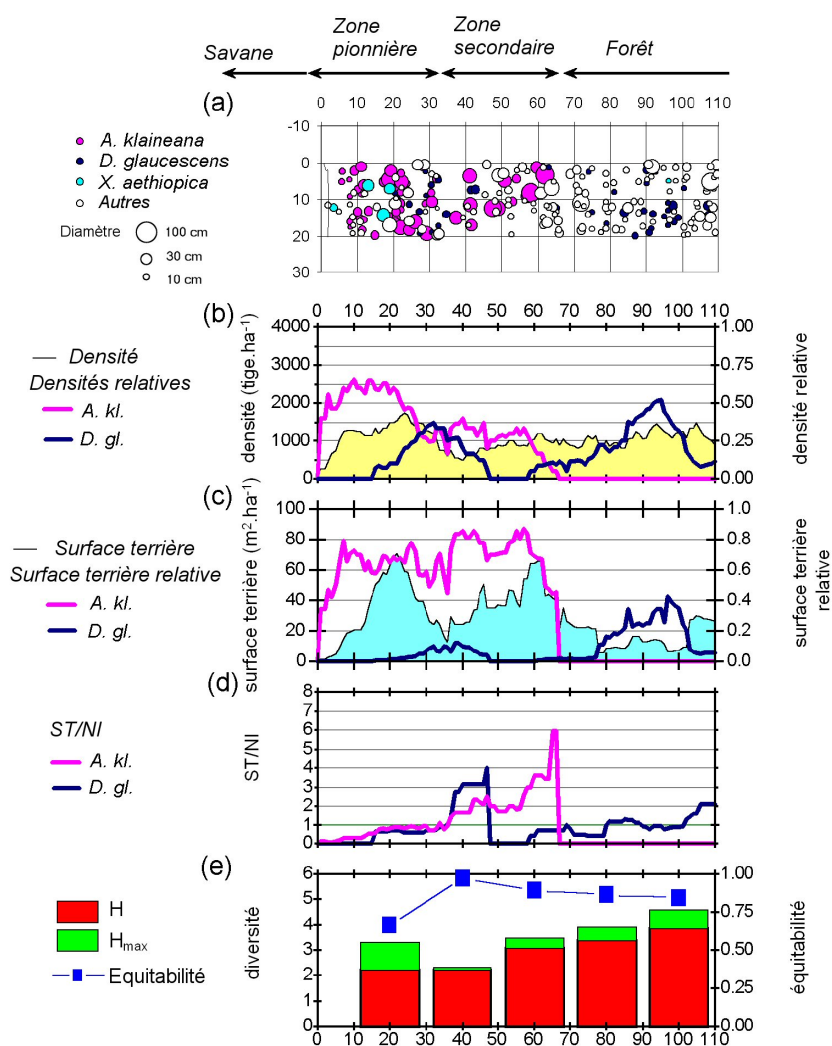 Savane
Zone pionnière
Zone secondaire
Forêt
(a)
0 10 20 30 40 50 60 70 80 90 100 110
-10
0
10
20
30
A. klaineana
D. glaucescens
X. aethiopica
Autres
Diamètre
100 cm
30 cm
10 cm
(b)
0 10 20 30 40 50 60 70 80 90 100 110
4000
3000
2000
1000
0
densité (tige.ha⁻¹)
1.00
0.75
0.50
0.25
0.00
densité relative
Densité
Densités relatives
A. kl.
D. gl.
(c)
100
80
60
40
20
0
surface terrière (m².ha⁻¹)
1.0
0.8
0.6
0.4
0.2
0.0
surface terrière relative
Surface terrière
Surface terrière relative
A. kl.
D. gl.
(d)
8
7
6
5
4
3
2
1
0
ST/NI
ST/NI
A. kl.
D. gl.
(e)
6
5
4
3
2
1
0
diversité
1.00
0.75
0.50
0.25
0.00
équitabilité
H
Hmax
Equitabilité
0 10 20 30 40 50 60 70 80 90 100 110